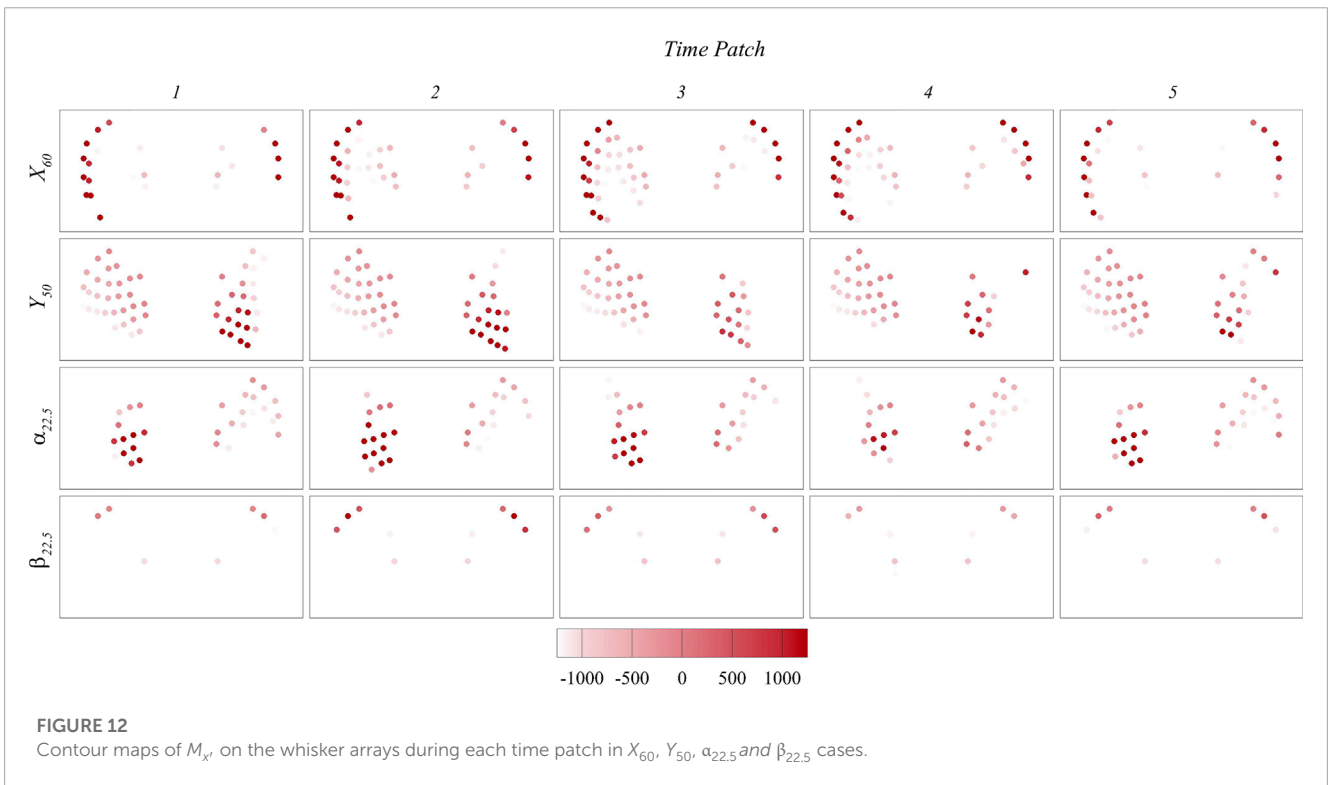 Time Patch
1 2 3 4 5
X60
Y50
α22.5
β22.5
-1000 -500 0 500 1000
FIGURE 12
Contour maps of Mx′ on the whisker arrays during each time patch in X60, Y50, α22.5 and β22.5 cases.